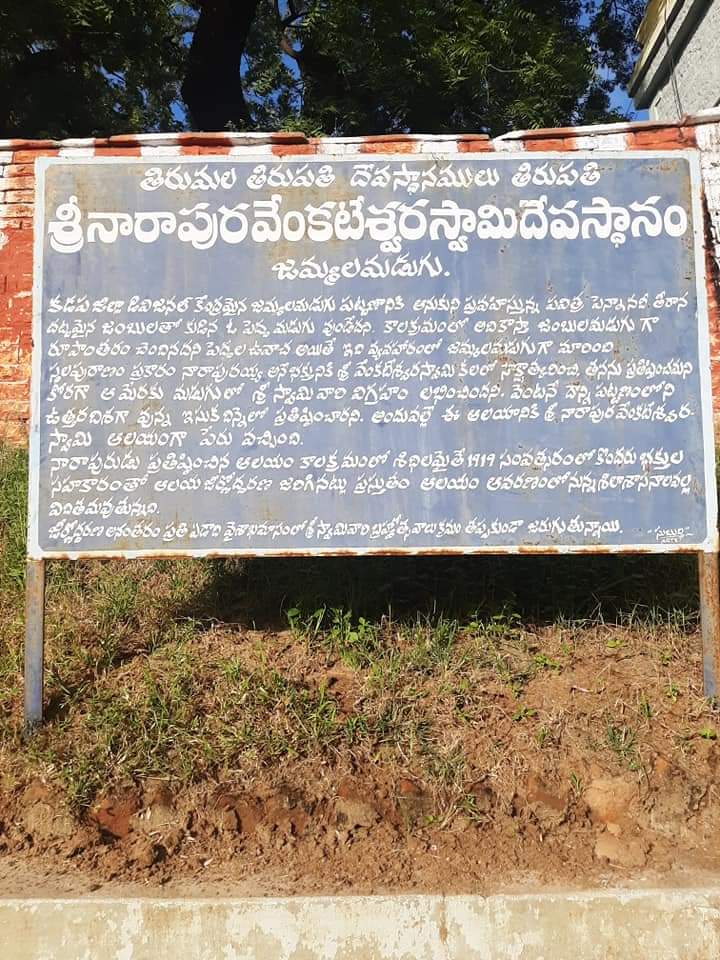 తిరుమల తిరుపతి దేవస్థానములు తిరుపతి
శ్రీనారాపురవేంకటేశ్వరస్వామిదేవస్థానం
జమ్మలమడుగు.
కడప జిల్లా డివిజనల్ కేంద్రమైన జమ్మలమడుగు పట్టణానికి ఆనుకుని ప్రవహిస్తున్న పవిత్ర పెన్నానదీ తీరాన
దట్టమైన జంబులతో కూడిన ఓ పెద్ద మడుగు వుండేదని. కాలక్రమంలో అదికాస్తా జంబులమడుగు గా
రూపాంతరం చెందినదని పెద్దల ఉవాచ అయితే ఇది వ్యవహారంలో జమ్మలమడుగు గా మారింది.
స్థలపురాణం ప్రకారం నారాపురయ్య అనే భక్తునికి శ్రీ వేంకటేశ్వరస్వామి కలలో సాక్షాత్కరించి, తనను ప్రతిష్టించమని
కోరగా ఆ మేరకు మడుగులో శ్రీ స్వామి వారి విగ్రహం లభించిందని. వెంటనే దాన్ని పట్టణంలోని
ఉత్తరదిశగా వున్న ఇసుక దిన్నెలో ప్రతిష్టించారని. అందువల్లే ఈ ఆలయానికి శ్రీ నారాపురవేంకటేశ్వర-
స్వామి ఆలయంగా పేరు వచ్చింది.
నారాపురుడు ప్రతిష్టించిన ఆలయం కాలక్రమంలో శిధిలమైతే 1919 సంవత్సరంలో కొందరు భక్తుల
సహకారంతో ఆలయ జీర్ణోద్ధరణ జరిగినట్లు ప్రస్తుతం ఆలయం ఆవరణంలోనున్న శిలాశాసనాలవల్ల
విదితమవుతున్నది.
జీర్ణోద్ధరణ అనంతరం ప్రతి ఏడాది వైశాఖమాసంలో శ్రీ స్వామివారి బ్రహ్మోత్సవాలు క్రమం తప్పకుండా జరుగుతున్నాయి.